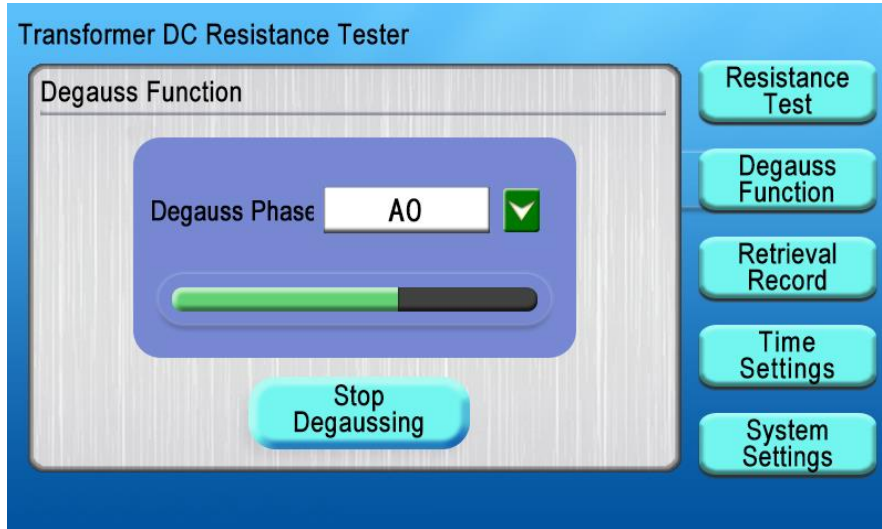 Transformer DC Resistance Tester
Degauss Function
Degauss Phase
A0
Stop
Degaussing
Resistance
Test
Degauss
Function
Retrieval
Record
Time
Settings
System
Settings